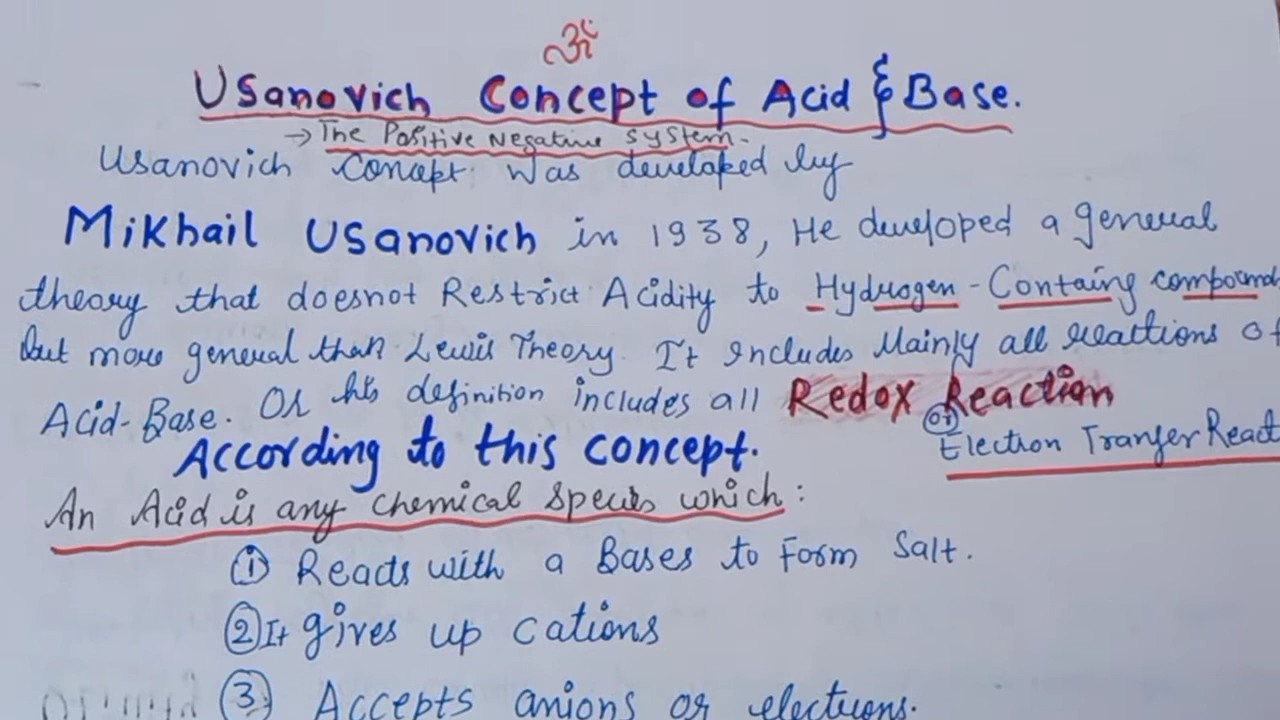 ॐ
Usanovich Concept of Acid & Base.
→ The Positive Negative System.
Usanovich Concept was developed by
Mikhail Usanovich in 1938, He developed a general
theory that doesnot Restrict Acidity to Hydrogen-Containg compound
but more general than Lewis Theory. It Includes Mainly all reactions of
Acid-Base. Or his definition includes all Redox Reaction
(or)
Election Tranfer React
According to this concept.
An Acid is any chemical species which:
① Reacts with a Bases to Form Salt.
② It gives up cations
③ Accepts anions or electrons.